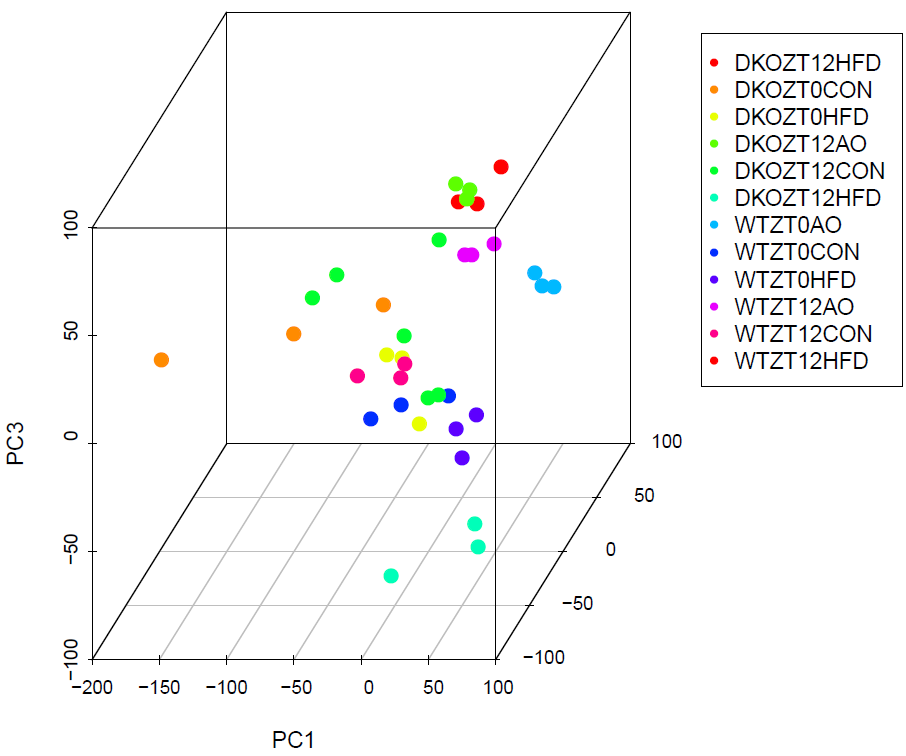 DKOZT12HFD
DKOZT0CON
DKOZT0HFD
DKOZT12AO
DKOZT12CON
DKOZT12HFD
WTZT0AO
WTZT0CON
WTZT0HFD
WTZT12AO
WTZT12CON
WTZT12HFD
100
50
0
−50
−100
PC3
100
50
0
−50
−100
−200 −150 −100 −50 0 50 100
PC1